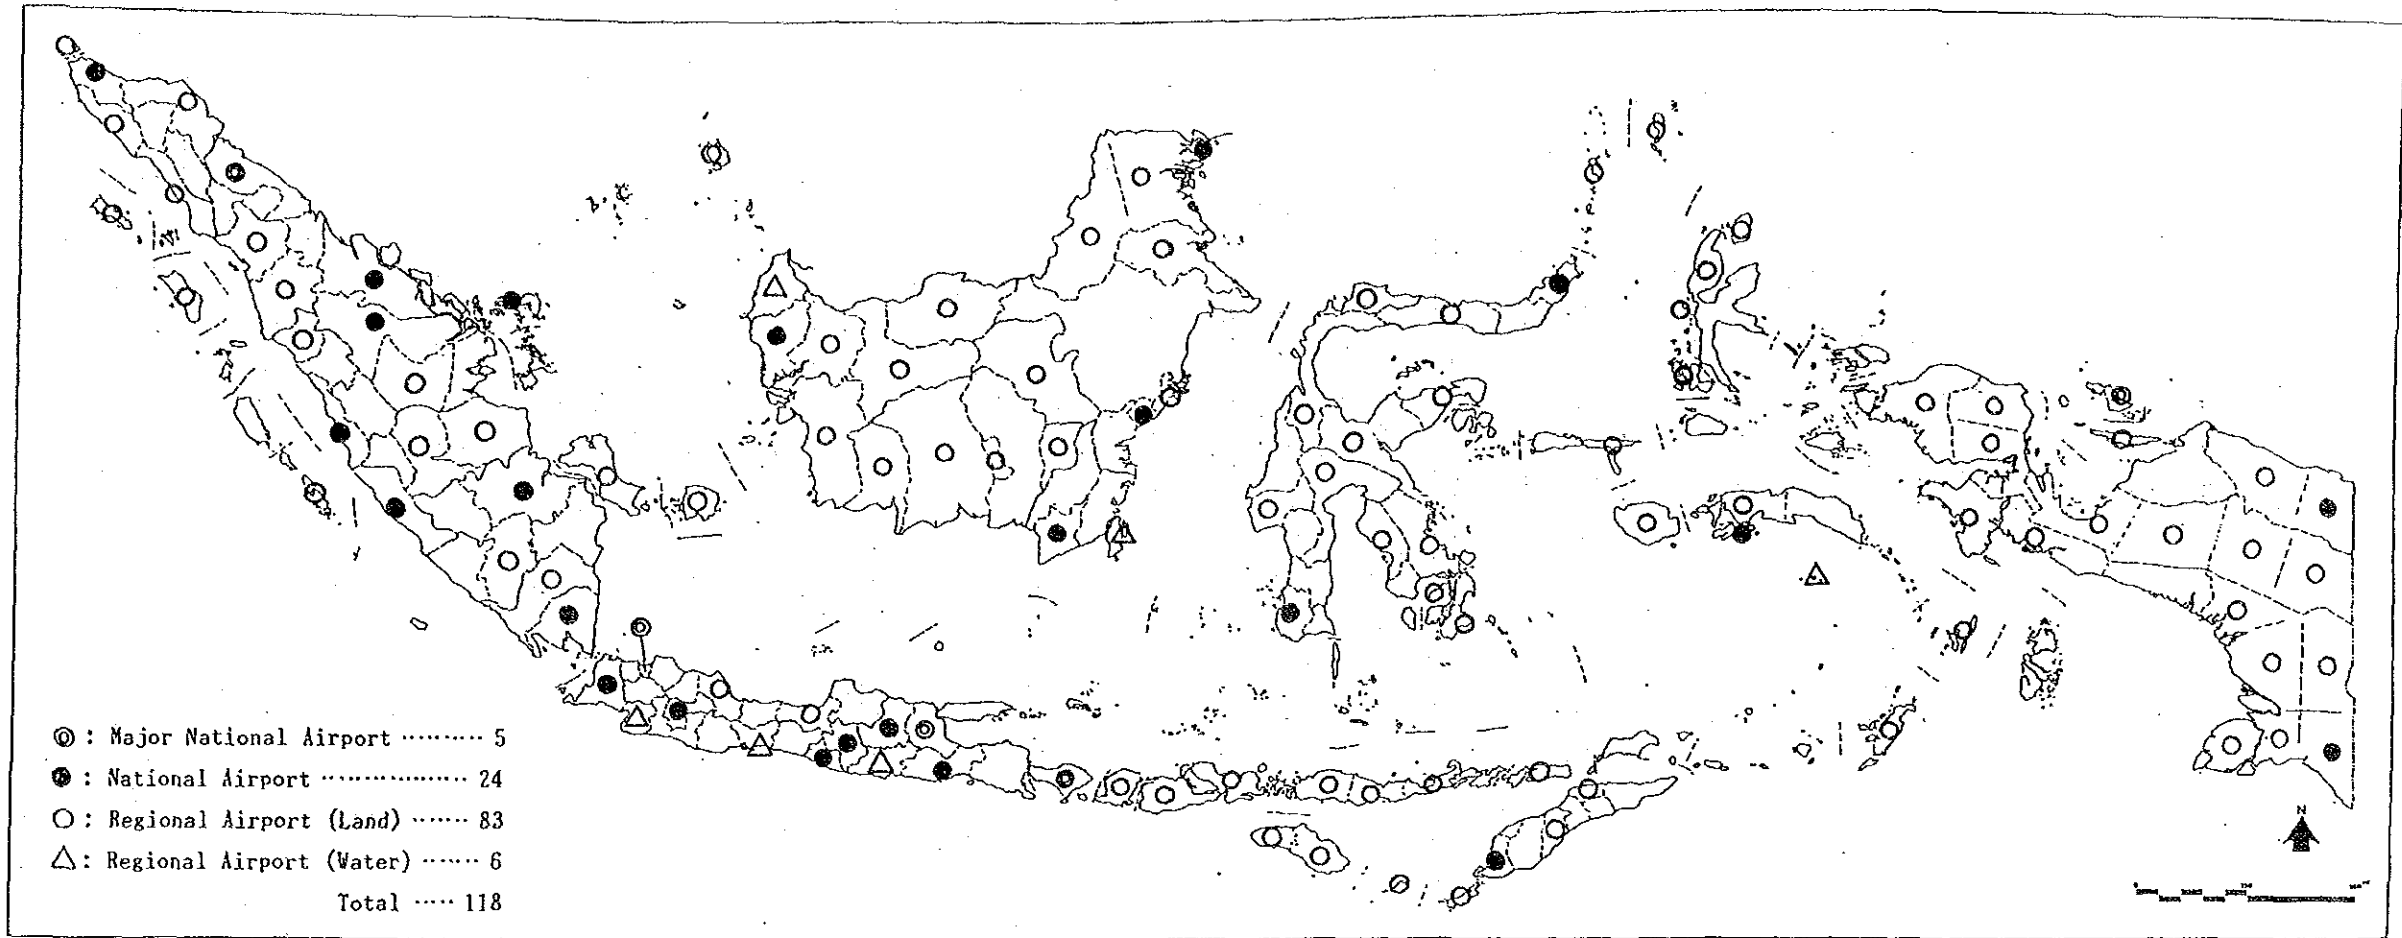 ◎ : Major National Airport ·········· 5
● : National Airport ················· 24
○ : Regional Airport (Land) ······· 83
△ : Regional Airport (Water) ······· 6
Total ····· 118
N